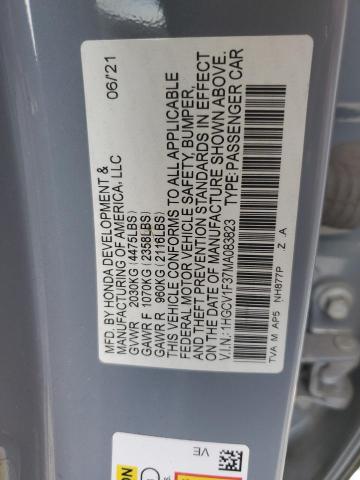 MFD. BY HONDA DEVELOPMENT & 06/'21
MANUFACTURING OF AMERICA, LLC
GVWR 2030KG (4475LBS)
GAWR F 1070KG (2358LBS)
GAWR R 960KG (2116LBS)
THIS VEHICLE CONFORMS TO ALL APPLICABLE
FEDERAL MOTOR VEHICLE SAFETY, BUMPER,
AND THEFT PREVENTION STANDARDS IN EFFECT
ON THE DATE OF MANUFACTURE SHOWN ABOVE.
V.I.N.: 1HGCV1F37MA083823 TYPE: PASSENGER CAR
TVA M AP5 NH877P Z .A
VE